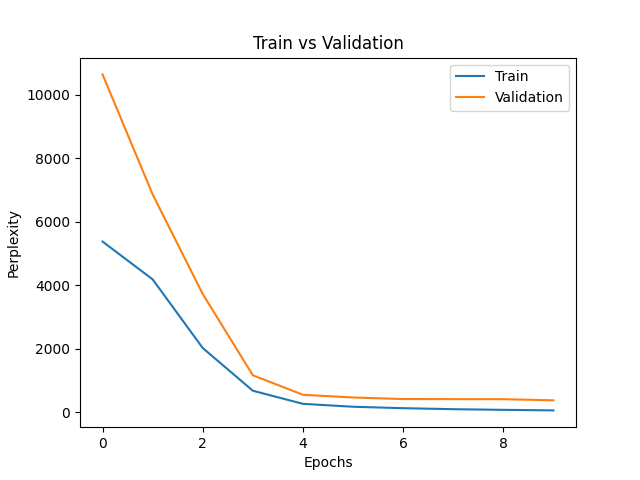 Train vs Validation
Train
Validation
Perplexity
10000
8000
6000
4000
2000
0
0 2 4 6 8
Epochs